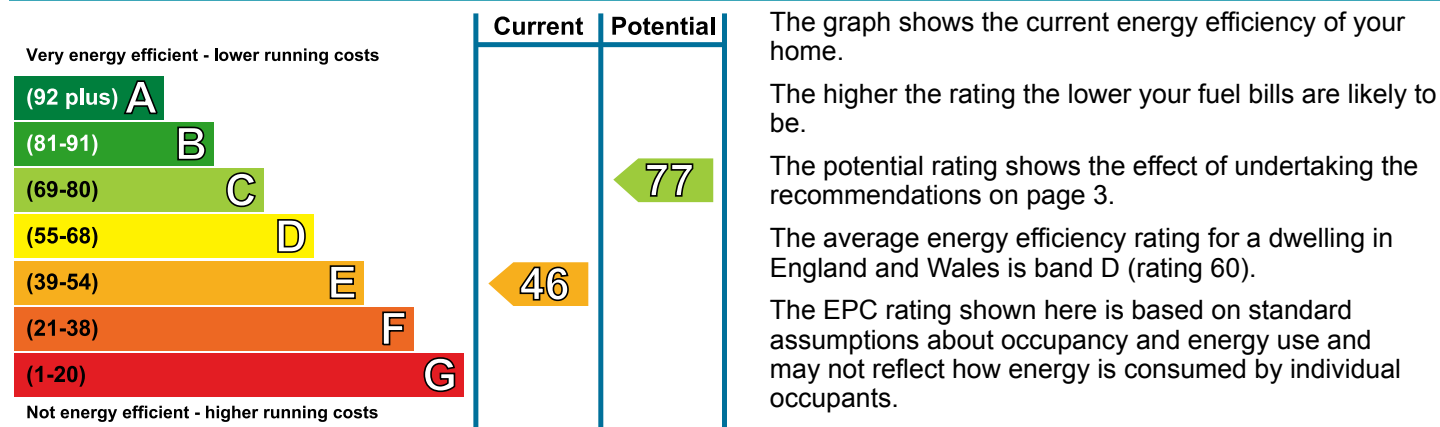 Current Potential
Very energy efficient - lower running costs
(92 plus) A
(81-91) B
(69-80) C
77
(55-68) D
(39-54) E
46
(21-38) F
(1-20) G
Not energy efficient - higher running costs
The graph shows the current energy efficiency of your
home.
The higher the rating the lower your fuel bills are likely to
be.
The potential rating shows the effect of undertaking the
recommendations on page 3.
The average energy efficiency rating for a dwelling in
England and Wales is band D (rating 60).
The EPC rating shown here is based on standard
assumptions about occupancy and energy use and
may not reflect how energy is consumed by individual
occupants.